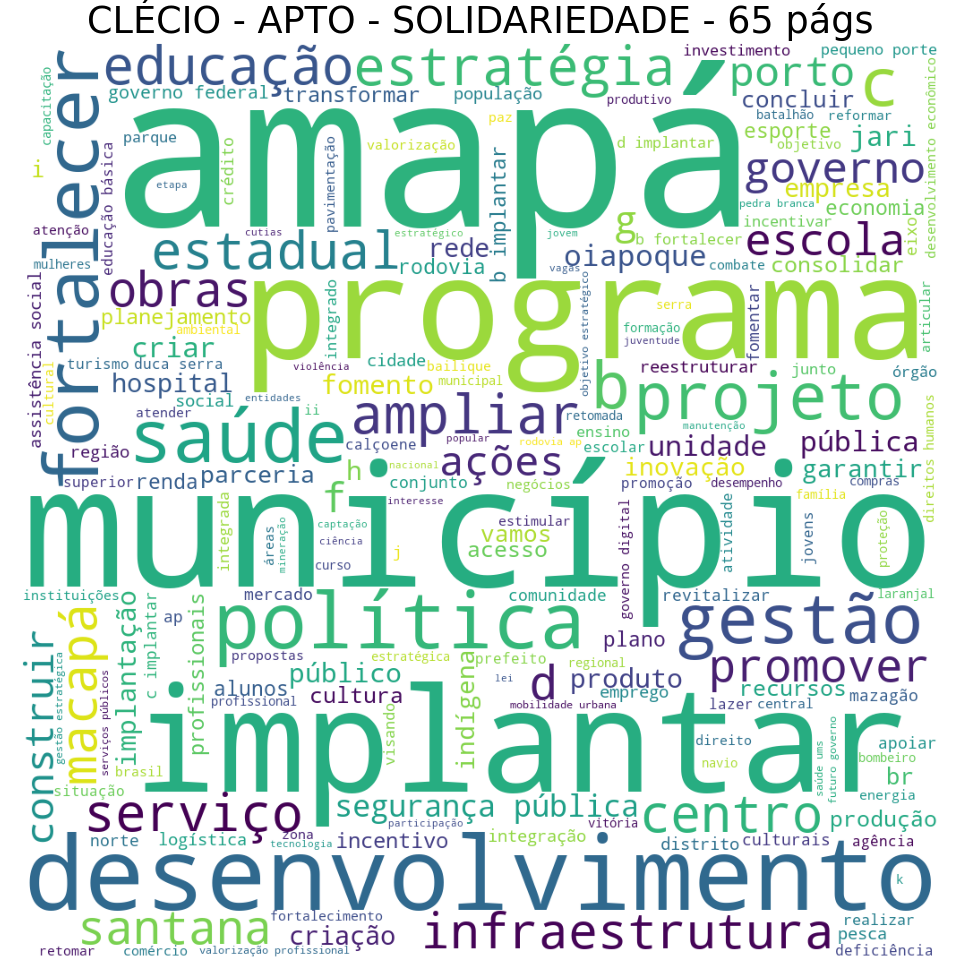 CLÉCIO - APTO - SOLIDARIEDADE - 65 págs
investimento
pequeno porte
educação
estratégia
porto
c
governo federal
transformar
população
produtivo
concluir
batalhão
reformar
capacitação
fortalecer
amapá
parque
paz
valorização
d implantar
esporte
objetivo
jari
i
educação básica
etapa
crédito
pavimentação
governo
empresa
desenvolvimento econômico
pedra branca
economia
atenção
cutias
estratégico
b implantar
jovem
g
b fortalecer
incentivar
eixo
mulheres
estadual
rede
rodovia
oiapoque
vagas
combate
escola
consolidar
assistência social
obras
programa
planejamento
ambiental
integrado
objetivo estratégico
serra
formação
juventude
fomentar
articular
criar
violência
cidade
bailique
municipal
reestruturar
junto
órgão
turismo
duca serra
cultural
hospital
social
entidades
fomento
b
projeto
atender
ii
ampliar
retomada
manutenção
direitos humanos
região
saúde
calçoene
popular
rodovia ap
ensino
escolar
unidade
pública
superior
renda
parceria
h
nacional
ações
inovação
garantir
f
conjunto
interesse
negócios
promoção
desempenho
família
compras
município
integrada
áreas
mineração
captação
ciência
curso
j
estimular
vamos
acesso
governo digital
atividade
jovens
proteção
instituições
mercado
comunidade
revitalizar
laranjal
macapá
implantação
c implantar
ap
política
plano
gestão
construir
profissionais
propostas
estratégica
prefeito
regional
promover
gestão estratégica
serviços públicos
público
alunos
profissional
cultura
indígena
lei
d
produto
emprego
mobilidade urbana
recursos
lazer
central
mazagão
implantar
visando
direito
apoiar
bombeiro
brasil
navio
saúde ums
futuro governo
br
situação
energia
serviço
segurança pública
centro
produção
participação
vitória
norte
logística
zona
tecnologia
incentivo
integração
distrito
culturais
agência
desenvolvimento
k
santana
fortalecimento
criação
infraestrutura
realizar
pesca
retomar
comércio
valorização profissional
deficiência